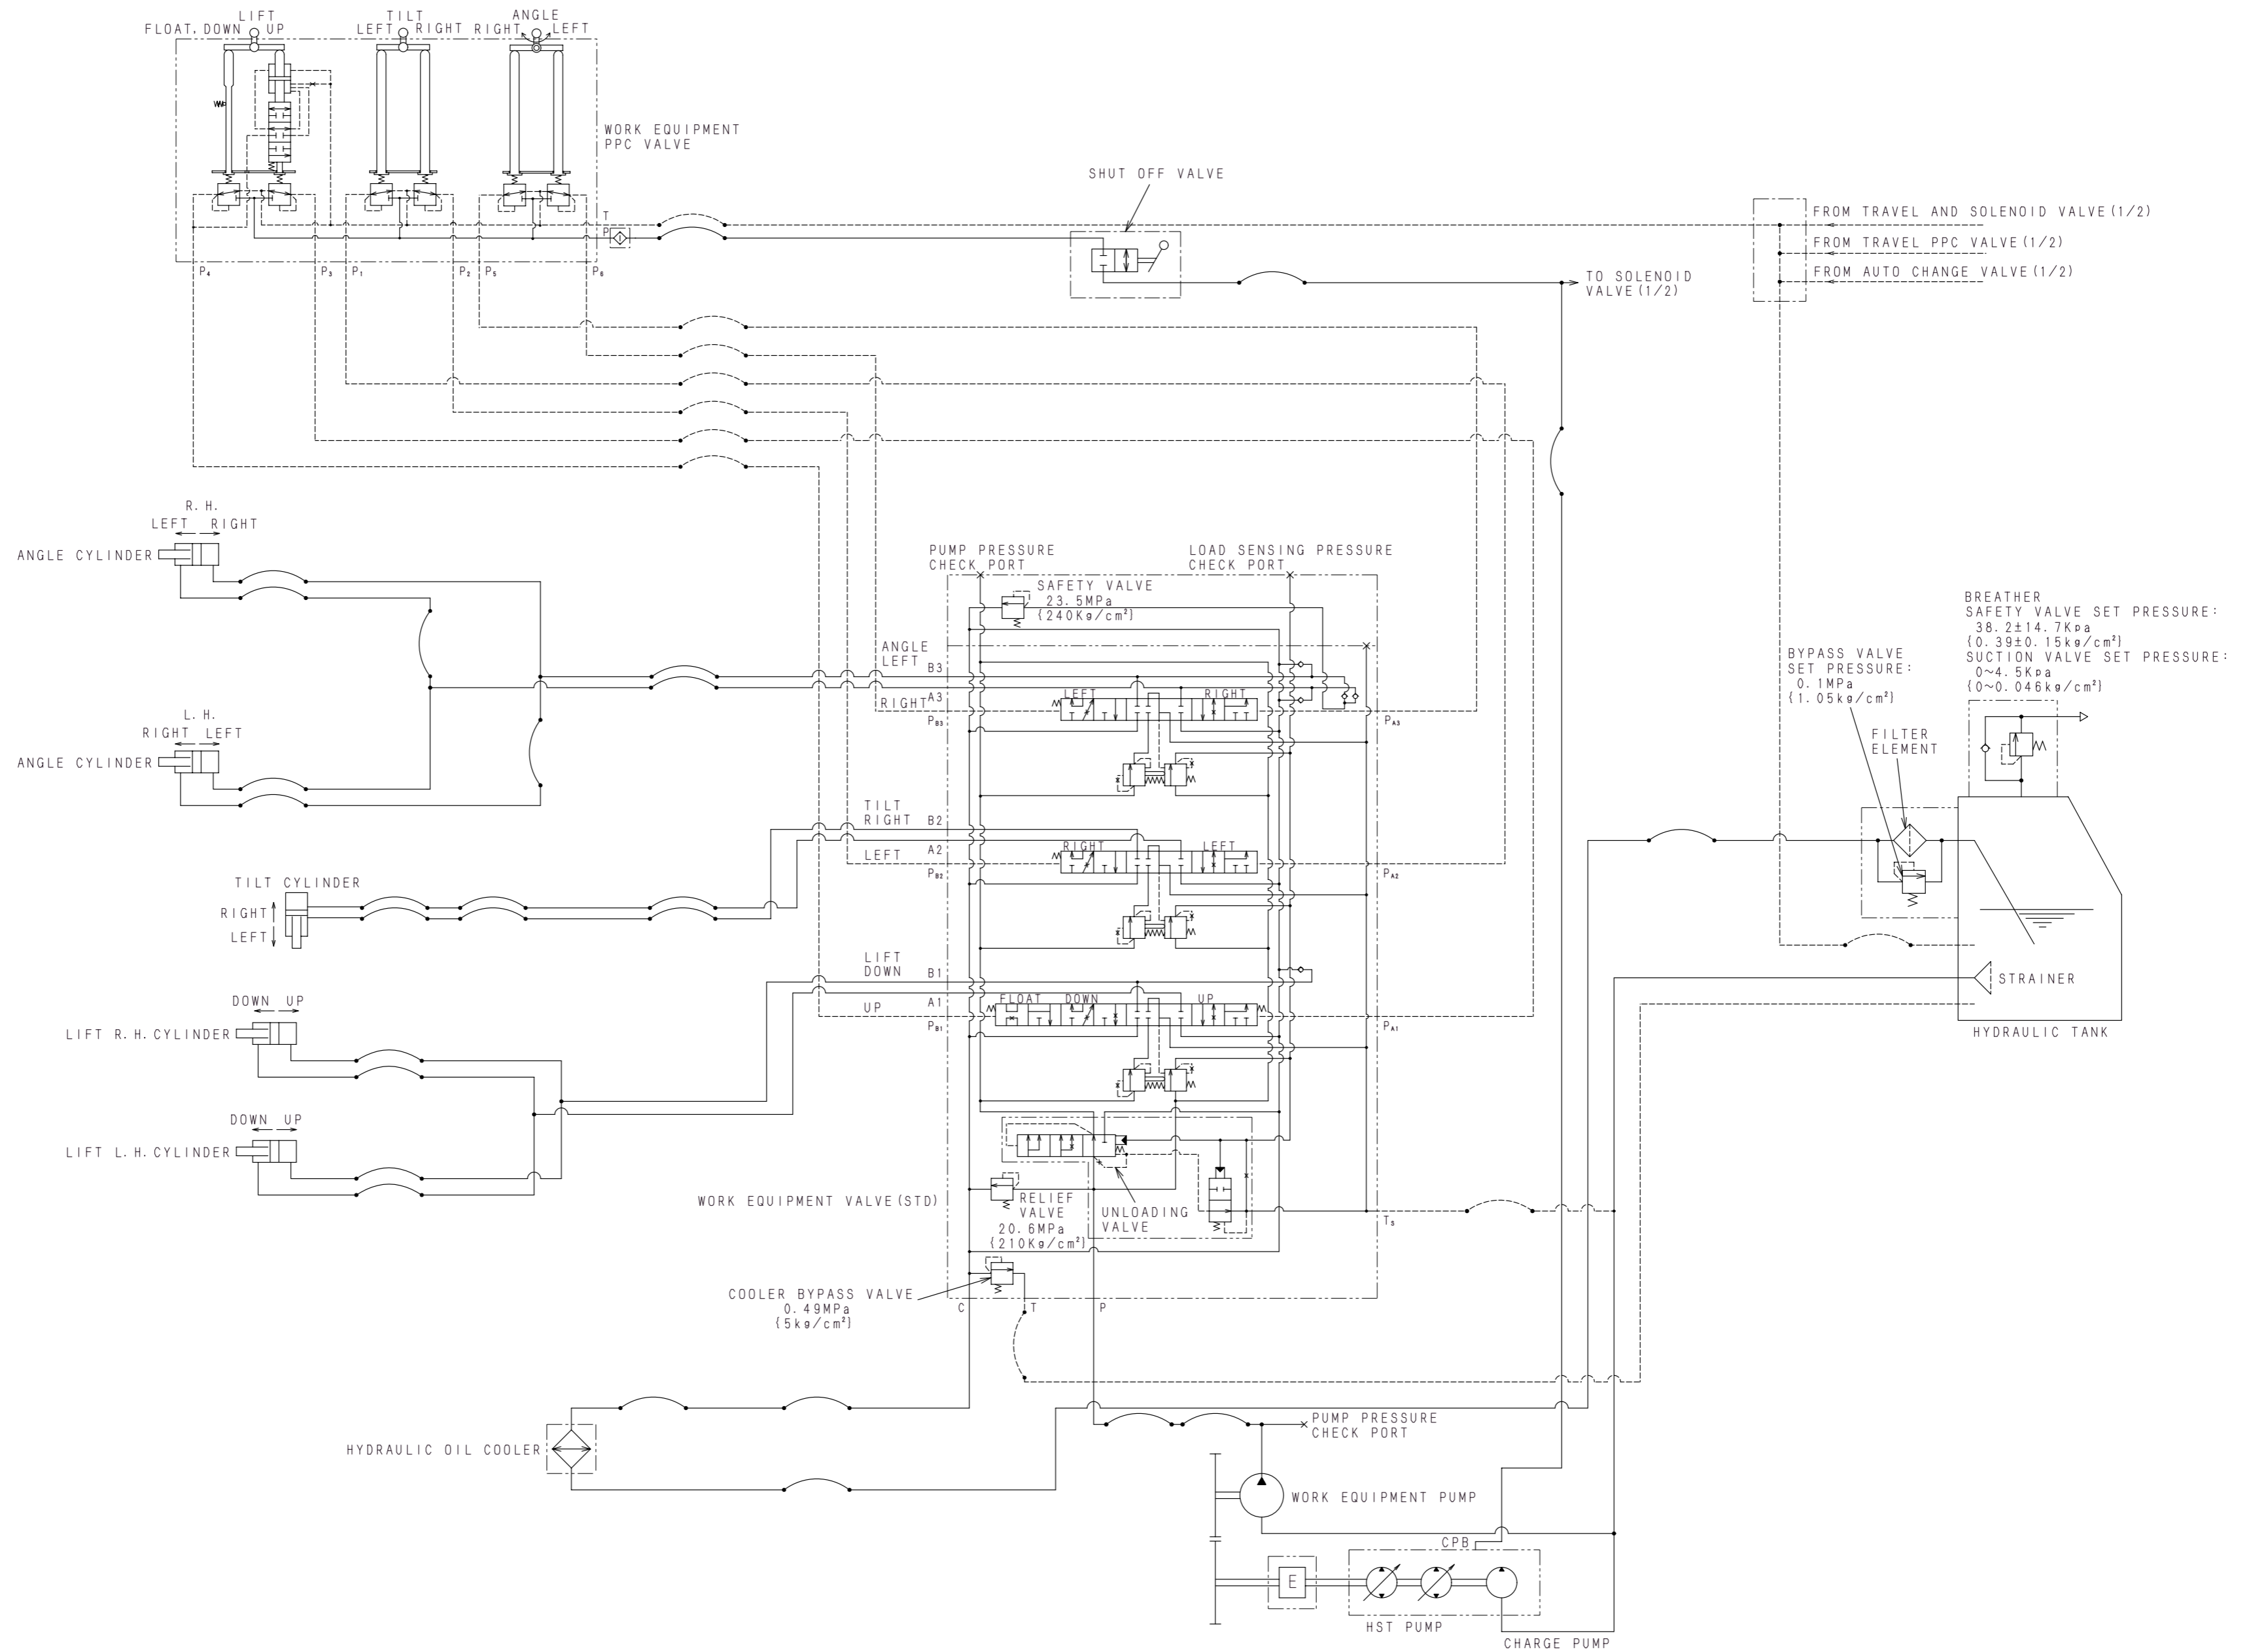 LIFT
FLOAT, DOWN UP
TILT
LEFT RIGHT
ANGLE
RIGHT LEFT
WORK EQUIPMENT
PPC VALVE
T
P
P₄
P₃
P₁
P₂
P₅
P₆
SHUT OFF VALVE
TO SOLENOID
VALVE(1/2)
FROM TRAVEL AND SOLENOID VALVE(1/2)
FROM TRAVEL PPC VALVE(1/2)
FROM AUTO CHANGE VALVE(1/2)
R. H.
LEFT RIGHT
ANGLE CYLINDER
L. H.
RIGHT LEFT
ANGLE CYLINDER
TILT CYLINDER
RIGHT
LEFT
DOWN UP
LIFT R. H. CYLINDER
DOWN UP
LIFT L. H. CYLINDER
PUMP PRESSURE
CHECK PORT
LOAD SENSING PRESSURE
CHECK PORT
SAFETY VALVE
23. 5MPa
{240Kg/cm²}
ANGLE
LEFT
B3
A3
RIGHT
P_B3
LEFT
RIGHT
P_A3
TILT
RIGHT
B2
A2
LEFT
P_B2
RIGHT
LEFT
P_A2
LIFT
DOWN
B1
A1
UP
P_B1
FLOAT
DOWN
UP
P_A1
WORK EQUIPMENT VALVE(STD)
RELIEF
VALVE
20. 6MPa
{210Kg/cm²}
UNLOADING
VALVE
T_S
COOLER BYPASS VALVE
0. 49MPa
{5kg/cm²}
C
T
P
BREATHER
SAFETY VALVE SET PRESSURE:
38. 2±14. 7Kpa
{0. 39±0. 15kg/cm²}
SUCTION VALVE SET PRESSURE:
0~4. 5Kpa
{0~0. 046kg/cm²}
BYPASS VALVE
SET PRESSURE:
0. 1MPa
{1. 05kg/cm²}
FILTER
ELEMENT
STRAINER
HYDRAULIC TANK
HYDRAULIC OIL COOLER
PUMP PRESSURE
CHECK PORT
WORK EQUIPMENT PUMP
CPB
E
HST PUMP
CHARGE PUMP